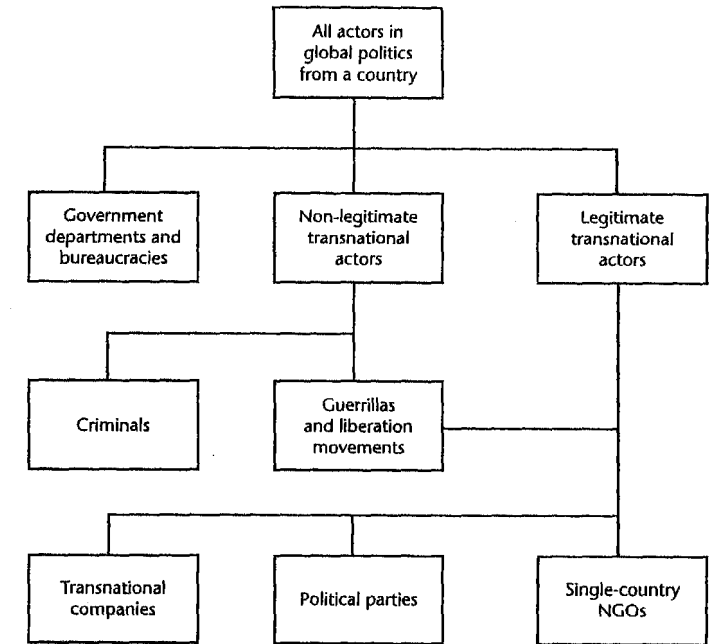 All actors in
global politics
from a country
Government
departments and
bureaucracies
Non-legitimate
transnational
actors
Legitimate
transnational
actors
Criminals
Guerrillas
and liberation
movements
Transnational
companies
Political parties
Single-country
NGOs